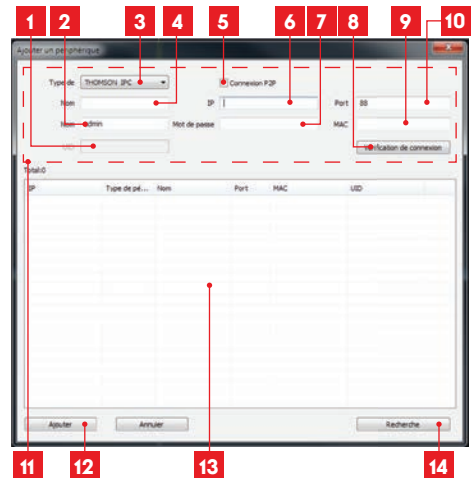 1 2 3 4 5 6 7 8 9 10
Ajouter un périphérique
Type de THOMSON IPC Connexion P2P
Nom IP Port 88
Nom admin Mot de passe MAC
UID Vérification de connexion
Total:0
IP Type de pé... Nom Port MAC UID
Ajouter Annuler Recherche
11 12 13 14